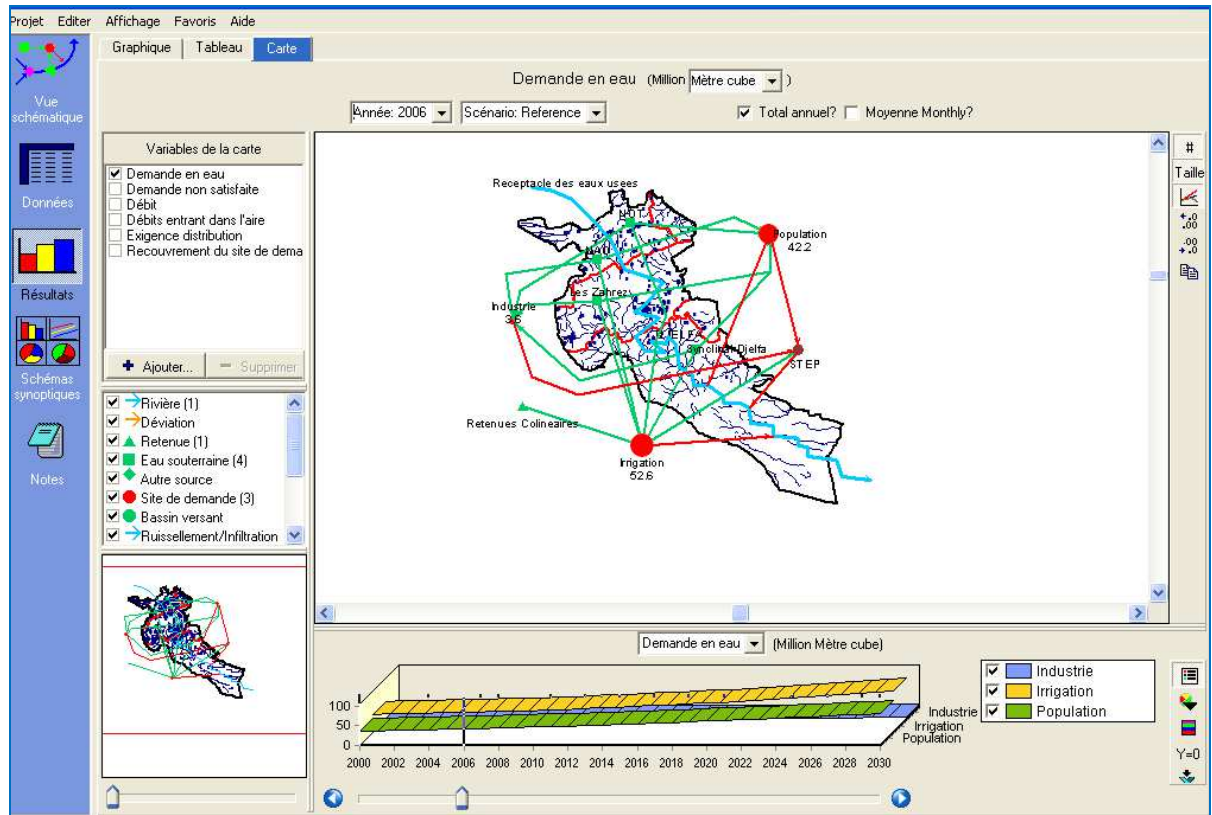 Projet Editer Affichage Favoris Aide
Graphique Tableau Carte
Demande en eau (Million Mètre cube )
Année: 2006 Scénario: Reference Total annuel? Moyenne Monthly?
Vue
schématique
Données
Résultats
Schémas
synoptiques
Notes
Variables de la carte
Demande en eau
Demande non satisfaite
Débit
Débits entrant dans l'aire
Exigence distribution
Recouvrement du site de dema
Ajouter... Supprimer
Rivière (1)
Déviation
Retenue (1)
Eau souterraine (4)
Autre source
Site de demande (3)
Bassin versant
Ruissellement/Infiltration
Receptacle des eaux usees
Population
42.2
Les Zahrez
Industrie
3.6
Synclinal Djelfa
STEP
Retenues Colineaires
Irrigation
52.6
#
Taille
Demande en eau (Million Mètre cube)
100
50
0
2000 2002 2004 2006 2008 2010 2012 2014 2016 2018 2020 2022 2024 2026 2028 2030
Industrie
Irrigation
Population
Industrie
Irrigation
Population
Y=0